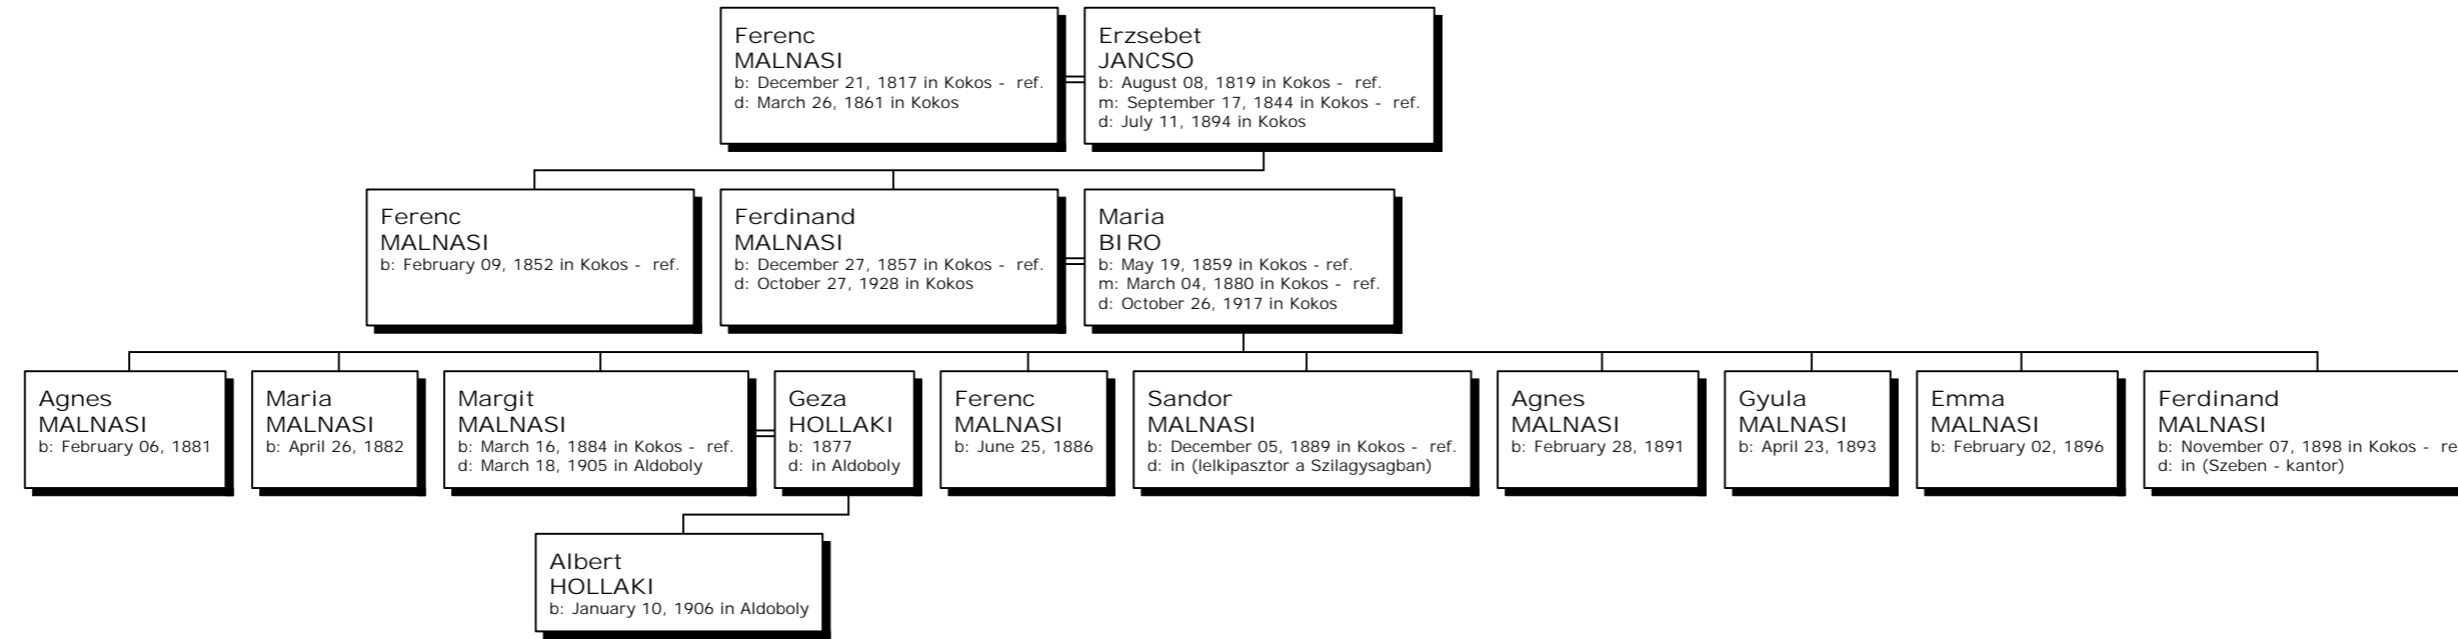 Ferenc
MALNASI
b: December 21, 1817 in Kokos - ref.
d: March 26, 1861 in Kokos
Erzsebet
JANCSO
b: August 08, 1819 in Kokos - ref.
m: September 17, 1844 in Kokos - ref.
d: July 11, 1894 in Kokos
Ferenc
MALNASI
b: February 09, 1852 in Kokos - ref.
Ferdinand
MALNASI
b: December 27, 1857 in Kokos - ref.
d: October 27, 1928 in Kokos
Maria
BIRO
b: May 19, 1859 in Kokos - ref.
m: March 04, 1880 in Kokos - ref.
d: October 26, 1917 in Kokos
Agnes
MALNASI
b: February 06, 1881
Maria
MALNASI
b: April 26, 1882
Margit
MALNASI
b: March 16, 1884 in Kokos - ref.
d: March 18, 1905 in Aldoboly
Geza
HOLLAKI
b: 1877
d: in Aldoboly
Ferenc
MALNASI
b: June 25, 1886
Sandor
MALNASI
b: December 05, 1889 in Kokos - ref.
d: in (lelkipasztor a Szilagysagban)
Agnes
MALNASI
b: February 28, 1891
Gyula
MALNASI
b: April 23, 1893
Emma
MALNASI
b: February 02, 1896
Ferdinand
MALNASI
b: November 07, 1898 in Kokos - re
d: in (Szeben - kantor)
Albert
HOLLAKI
b: January 10, 1906 in Aldoboly